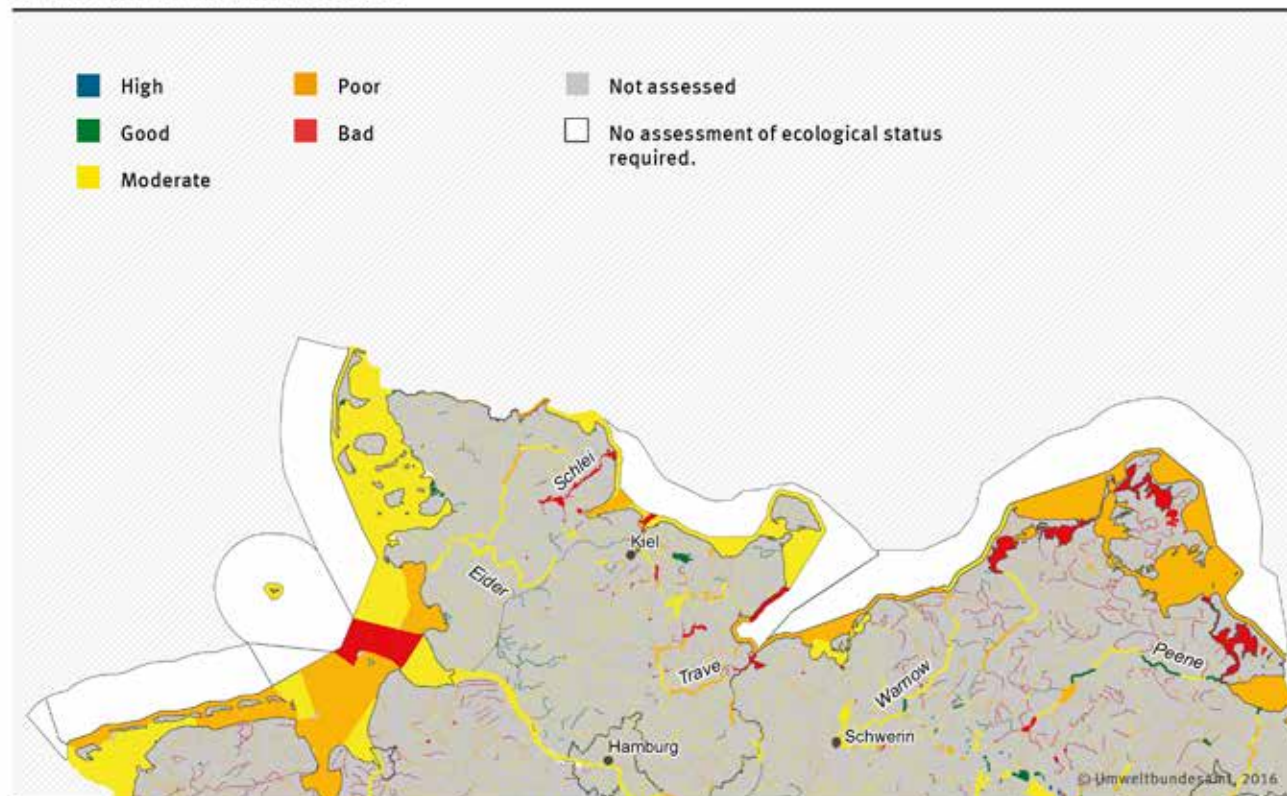 High
Good
Moderate
Poor
Bad
Not assessed
No assessment of ecological status
required.
Schlei
Kiel
Eider
Trave
Warnow
Peene
Schwerin
Hamburg
© Umweltbundesamt, 2016